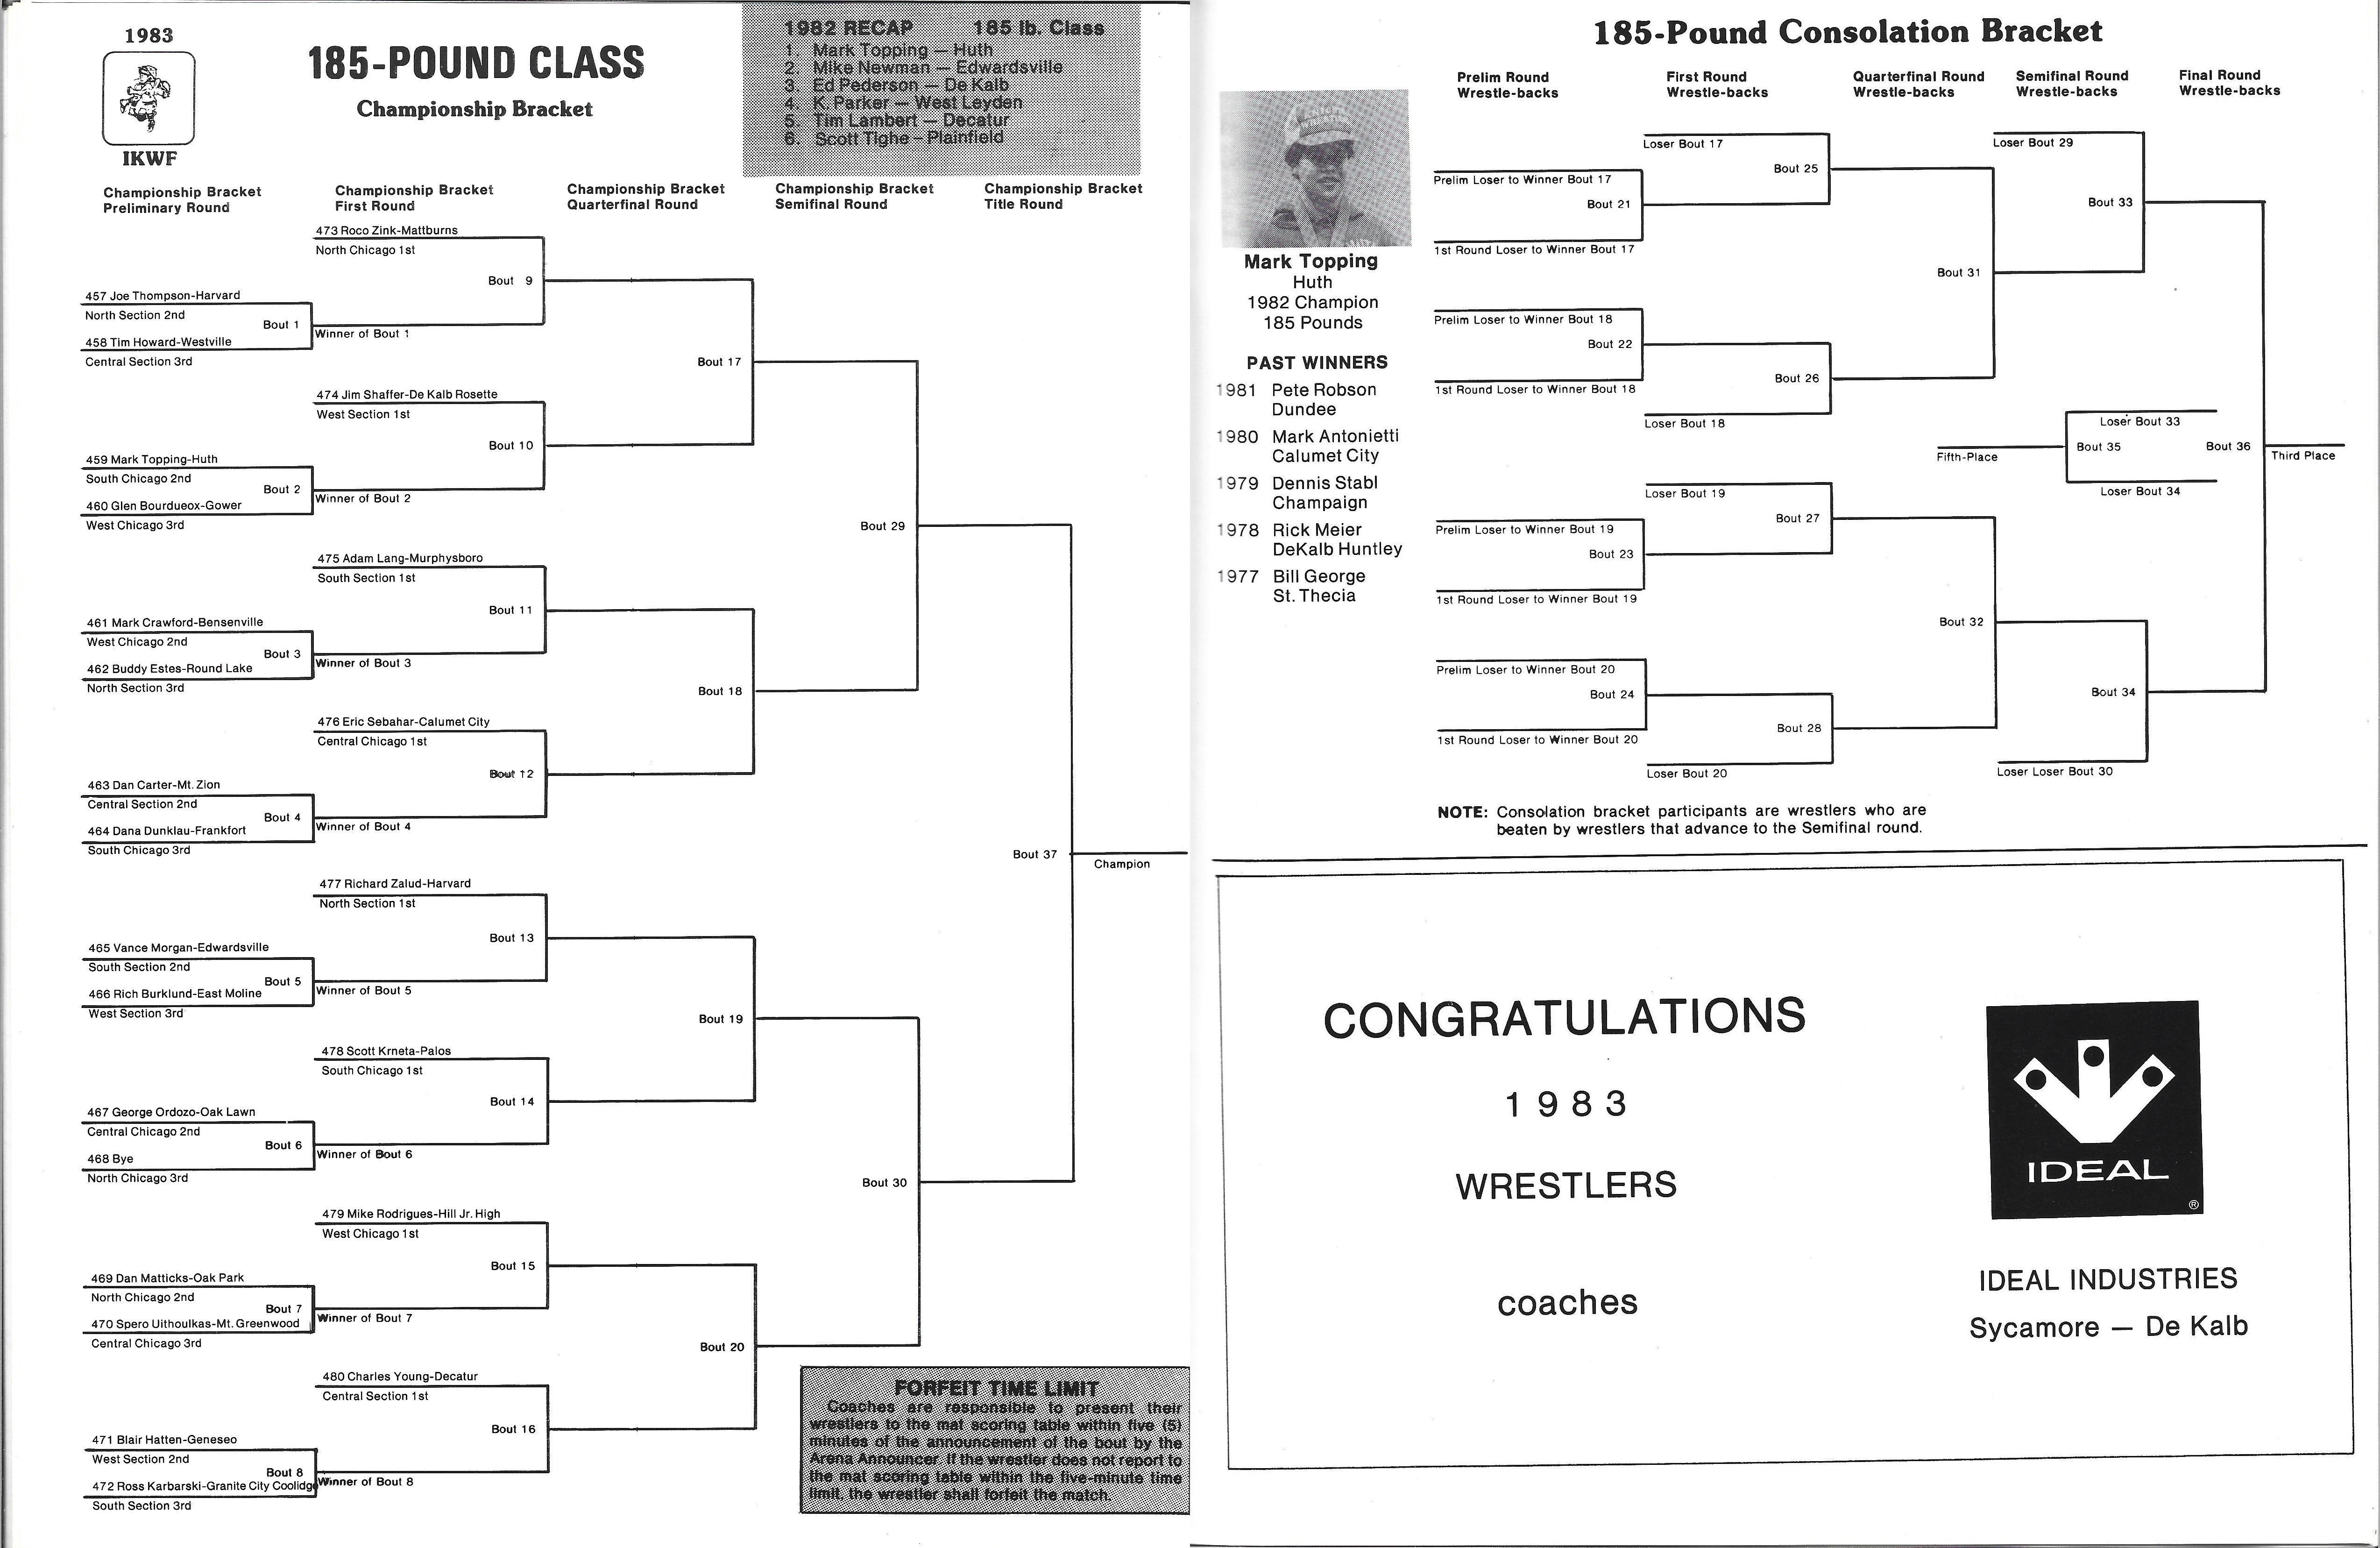 1983
IKWF
185-POUND CLASS
Championship Bracket
1982 RECAP 185 lb. Class
1. Mark Topping — Huth
2. Mike Newman — Edwardsville
3. Ed Pederson — De Kalb
4. K. Parker — West Leyden
5. Tim Lambert — Decatur
6. Scott Tighe — Plainfield
Championship Bracket
Preliminary Round
Championship Bracket
First Round
Championship Bracket
Quarterfinal Round
Championship Bracket
Semifinal Round
Championship Bracket
Title Round
473 Roco Zink-Mattburns
North Chicago 1st
Bout 9
457 Joe Thompson-Harvard
North Section 2nd
Bout 1
Winner of Bout 1
458 Tim Howard-Westville
Central Section 3rd
Bout 17
474 Jim Shaffer-De Kalb Rosette
West Section 1st
Bout 10
459 Mark Topping-Huth
South Chicago 2nd
Bout 2
Winner of Bout 2
460 Glen Bourdueox-Gower
West Chicago 3rd
Bout 29
475 Adam Lang-Murphysboro
South Section 1st
Bout 11
461 Mark Crawford-Bensenville
West Chicago 2nd
Bout 3
Winner of Bout 3
462 Buddy Estes-Round Lake
North Section 3rd
Bout 18
476 Eric Sebahar-Calumet City
Central Chicago 1st
Bout 12
463 Dan Carter-Mt. Zion
Central Section 2nd
Bout 4
Winner of Bout 4
464 Dana Dunklau-Frankfort
South Chicago 3rd
Bout 37
Champion
477 Richard Zalud-Harvard
North Section 1st
Bout 13
465 Vance Morgan-Edwardsville
South Section 2nd
Bout 5
Winner of Bout 5
466 Rich Burklund-East Moline
West Section 3rd
Bout 19
478 Scott Krneta-Palos
South Chicago 1st
Bout 14
467 George Ordozo-Oak Lawn
Central Chicago 2nd
Bout 6
Winner of Bout 6
468 Bye
North Chicago 3rd
Bout 30
479 Mike Rodrigues-Hill Jr. High
West Chicago 1st
Bout 15
469 Dan Matticks-Oak Park
North Chicago 2nd
Bout 7
Winner of Bout 7
470 Spero Uithoulkas-Mt. Greenwood
Central Chicago 3rd
Bout 20
480 Charles Young-Decatur
Central Section 1st
Bout 16
471 Blair Hatten-Geneseo
West Section 2nd
Bout 8
Winner of Bout 8
472 Ross Karbarski-Granite City Coolidge
South Section 3rd
FORFEIT TIME LIMIT
Coaches are responsible to present their
wrestlers to the mat scoring table within five (5)
minutes of the announcement of the bout by the
Arena Announcer. If the wrestler does not report to
the mat scoring table within the five-minute time
limit, the wrestler shall forfeit the match.
185-Pound Consolation Bracket
Prelim Round
Wrestle-backs
First Round
Wrestle-backs
Quarterfinal Round
Wrestle-backs
Semifinal Round
Wrestle-backs
Final Round
Wrestle-backs
Mark Topping
Huth
1982 Champion
185 Pounds
PAST WINNERS
1981 Pete Robson
Dundee
1980 Mark Antonietti
Calumet City
1979 Dennis Stabl
Champaign
1978 Rick Meier
DeKalb Huntley
1977 Bill George
St. Thecia
Loser Bout 17
Bout 25
Prelim Loser to Winner Bout 17
Bout 21
1st Round Loser to Winner Bout 17
Loser Bout 29
Bout 33
Bout 31
Prelim Loser to Winner Bout 18
Bout 22
1st Round Loser to Winner Bout 18
Bout 26
Loser Bout 18
Loser Bout 33
Fifth-Place
Bout 35
Bout 36
Third Place
Loser Bout 34
Loser Bout 19
Bout 27
Prelim Loser to Winner Bout 19
Bout 23
1st Round Loser to Winner Bout 19
Bout 32
Prelim Loser to Winner Bout 20
Bout 24
1st Round Loser to Winner Bout 20
Bout 28
Loser Bout 20
Bout 34
Loser Loser Bout 30
NOTE: Consolation bracket participants are wrestlers who are
beaten by wrestlers that advance to the Semifinal round.
CONGRATULATIONS
1983
WRESTLERS
coaches
IDEAL
®
IDEAL INDUSTRIES
Sycamore — De Kalb